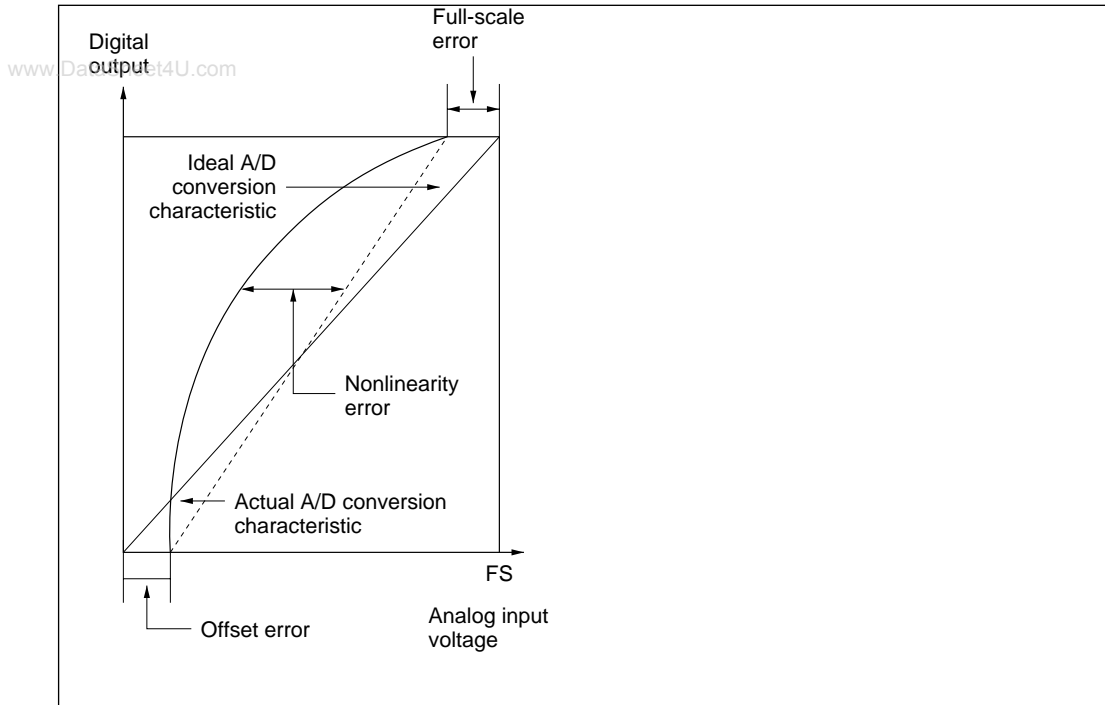 Full-scale
error
Digital
output
www.DataSheet4U.com
Ideal A/D
conversion
characteristic
Nonlinearity
error
Actual A/D conversion
characteristic
FS
Analog input
voltage
Offset error